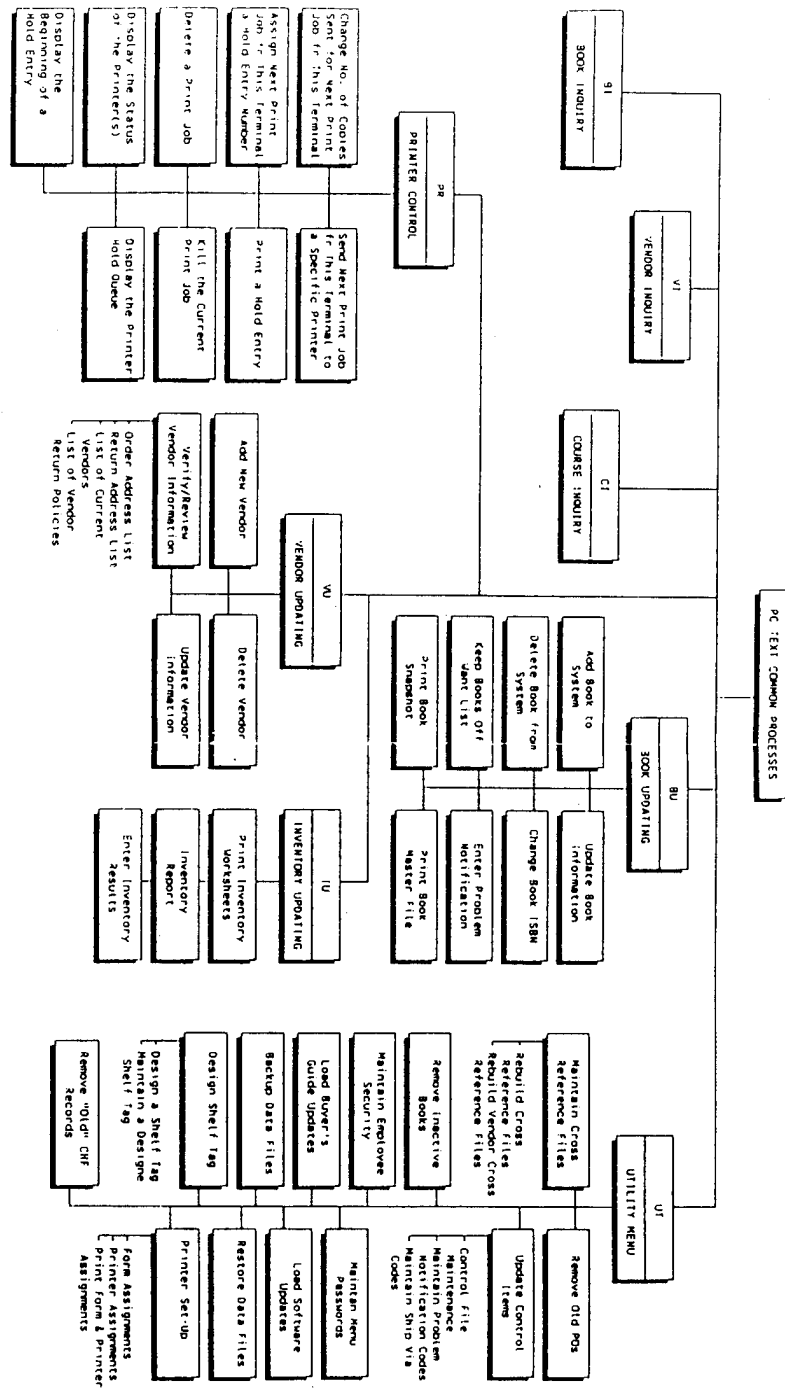 PC TEXT COMMON PROCESSES
BI
BOOK INQUIRY
VI
VENDOR INQUIRY
CI
COURSE INQUIRY
BU
BOOK UPDATING
Add Book to
System
Update Book
Information
Delete Book from
System
Change Book ISBN
Keep Books Off
Want List
Enter Problem
Notification
Print Book
Snapshot
Print Book
Master File
UT
UTILITY MENU
Maintain Cross
Reference Files
Rebuild Cross
Reference Files
Rebuild Vendor Cross
Reference Files
Remove Old POs
Update Control
Items
Control File
Maintenance
Maintain Problem
Notification Codes
Maintain Ship Via
Codes
Remove Inactive
Books
Maintain Employee
Security
Maintan Menu
Passwords
Load Buyer's
Guide Updates
Load Software
Updates
Backup Data Files
Restore Data Files
Design Shelf Tag
Design a Shelf Tag
Maintain a Designe
Shelf Tag
Printer Set-Up
Form Assignments
Printer Assignments
Print Form & Printer
Assignments
Remove "Old" CHF
Records
PR
PRINTER CONTROL
Change No. of Copies
Sent for Next Print
Job fr This Terminal
Send Next Print Job
fr This Terminal to
a Specific Printer
Assign Next Print
Job fr This Terminal
a Hold Entry Number
Print a Hold Entry
Delete a Print Job
Kill the Current
Print Job
Display the Status
of the Printer(s)
Display the Printer
Hold Queue
Display the
Beginning of a
Hold Entry
VU
VENDOR UPDATING
Add New Vendor
Delete Vendor
Verify/Review
Vendor Information
Order Address List
Return Address List
List of Current
Vendors
List of Vendor
Return Policies
Update Vendor
Information
IU
INVENTORY UPDATING
Print Inventory
Worksheets
Inventory
Report
Enter Inventory
Results